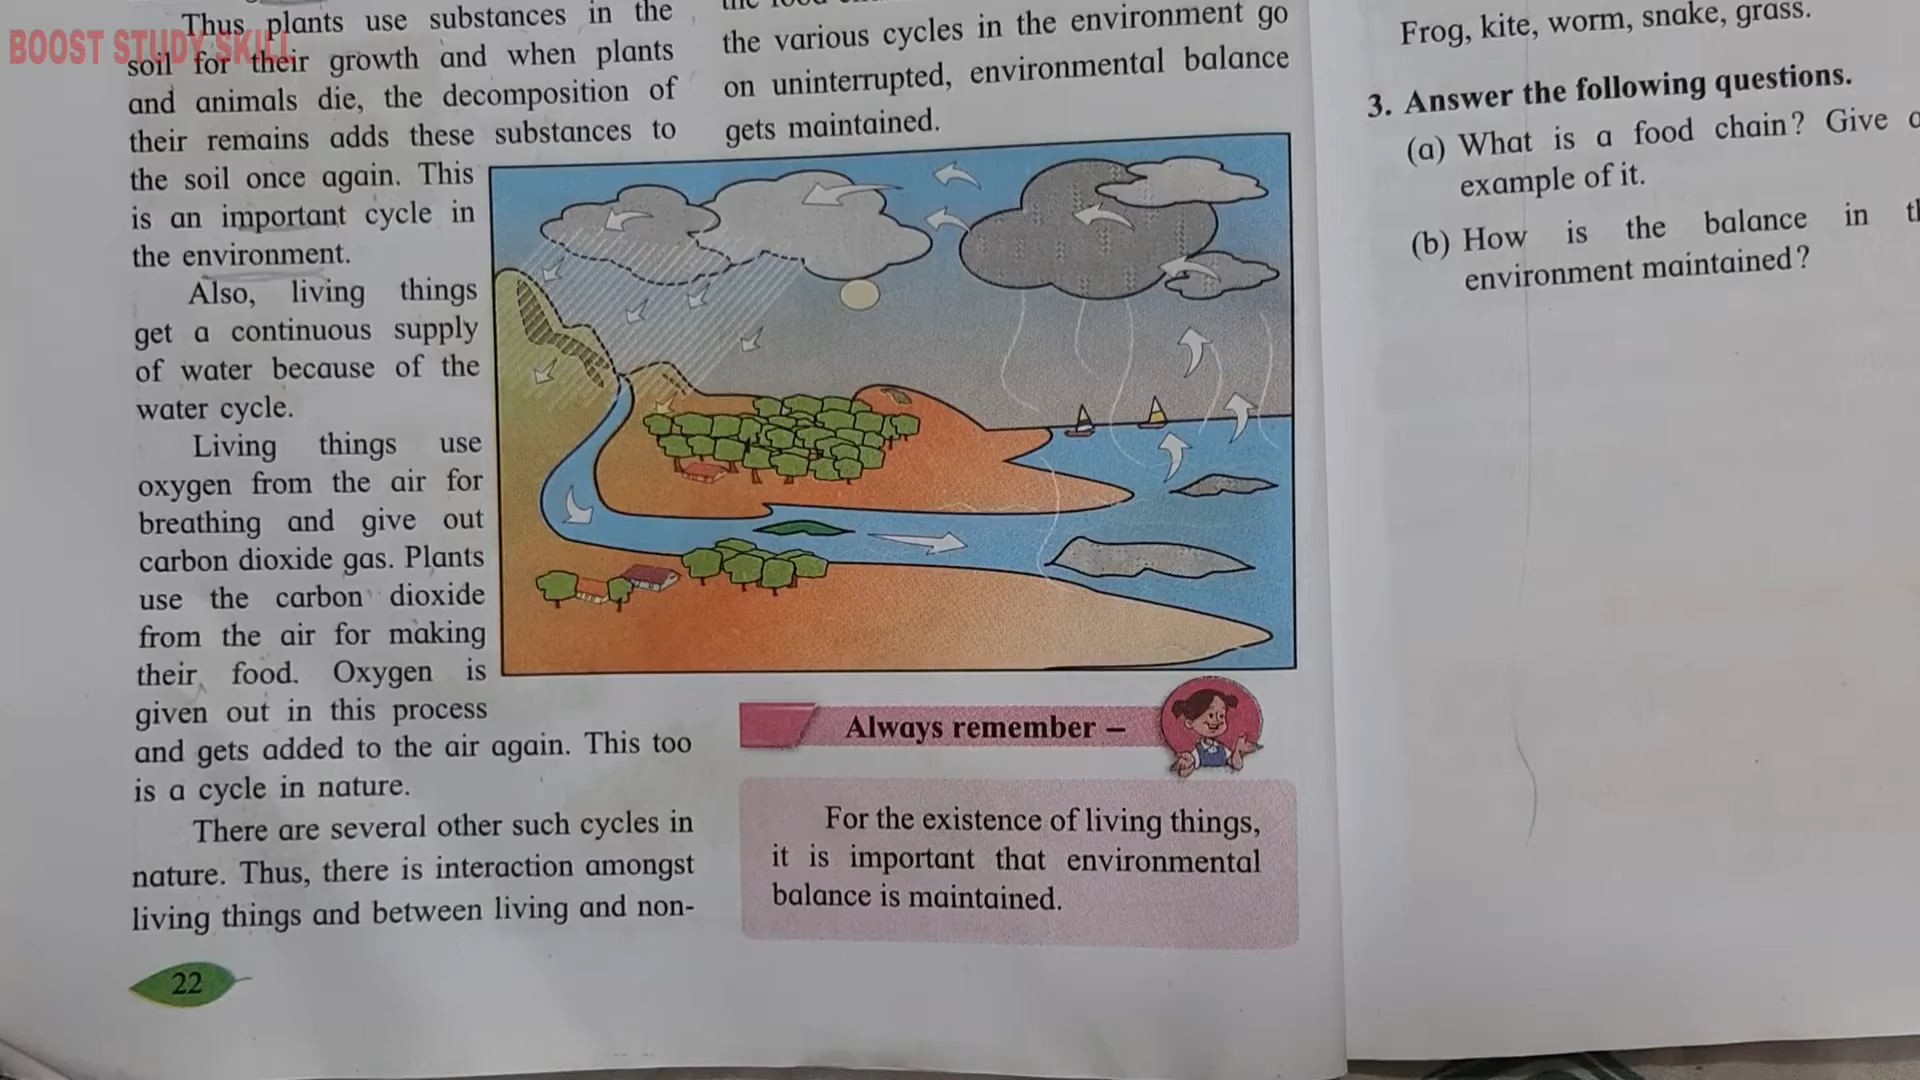 BOOST STUDY SKILL
Thus plants use substances in the
soil for their growth and when plants
and animals die, the decomposition of
their remains adds these substances to
the soil once again. This
is an important cycle in
the environment.
Also, living things
get a continuous supply
of water because of the
water cycle.
Living things use
oxygen from the air for
breathing and give out
carbon dioxide gas. Plants
use the carbon dioxide
from the air for making
their food. Oxygen is
given out in this process
and gets added to the air again. This too
is a cycle in nature.
There are several other such cycles in
nature. Thus, there is interaction amongst
living things and between living and non-
22
the various cycles in the environment go
on uninterrupted, environmental balance
gets maintained.
Always remember –
For the existence of living things,
it is important that environmental
balance is maintained.
Frog, kite, worm, snake, grass.
3. Answer the following questions.
(a) What is a food chain? Give
example of it.
(b) How is the balance in
environment maintained?